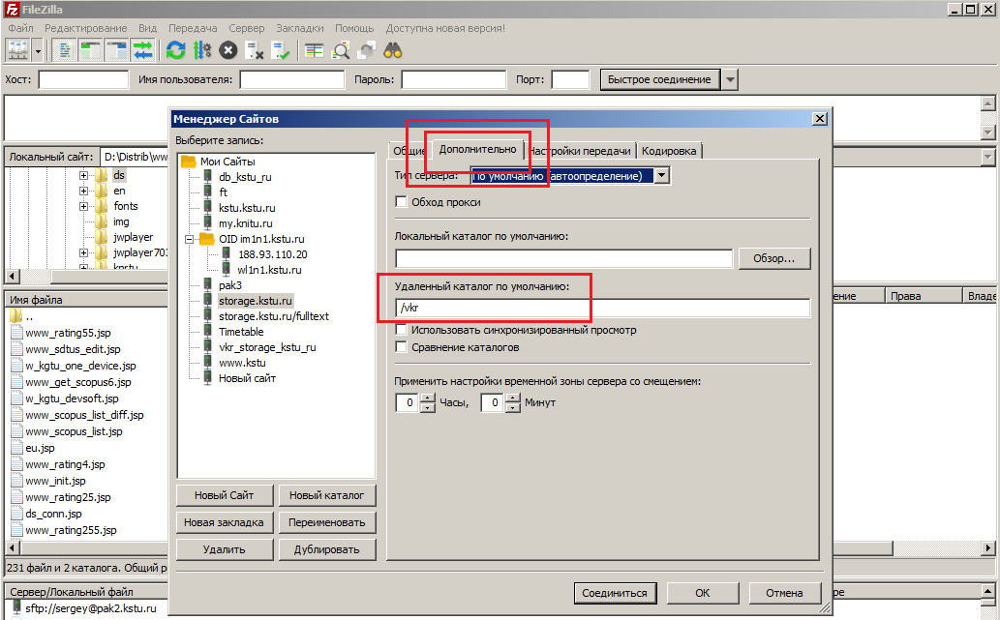 FileZilla
Файл Редактирование Вид Передача Сервер Закладки Помощь Доступна новая версия!
Хост: Имя пользователя: Пароль: Порт: Быстрое соединение
Менеджер Сайтов
Выберите запись:
Общие Дополнительно Настройки передачи Кодировка
Локальный сайт: D:\Distrib\ww
ds
en
fonts
img
jwplayer
jwplayer703
Имя файла
..
www_rating55.jsp
www_sdtus_edit.jsp
w_kgtu_one_device.jsp
www_get_scopus6.jsp
w_kgtu_devsoft.jsp
www_scopus_list_diff.jsp
www_scopus_list.jsp
eu.jsp
www_rating4.jsp
www_init.jsp
www_rating25.jsp
ds_conn.jsp
www_rating255.jsp
231 файл и 2 каталога. Общий р
Сервер/Локальный файл
sftp://sergey@pak2.kstu.ru
Мои Сайты
db_kstu_ru
ft
kstu.kstu.ru
my.knitu.ru
OID im1n1.kstu.ru
188.93.110.20
wl1n1.kstu.ru
pak3
storage.kstu.ru
storage.kstu.ru/fulltext
Timetable
vkr_storage_kstu_ru
www.kstu
Новый сайт
Новый Сайт Новый каталог
Новая закладка Переименовать
Удалить Дублировать
Тип сервера: По умолчанию (автоопределение)
Обход прокси
Локальный каталог по умолчанию:
Обзор...
Удаленный каталог по умолчанию:
/vkr
Использовать синхронизированный просмотр
Сравнение каталогов
Применить настройки временной зоны сервера со смещением:
0 Часы, 0 Минут
Соединиться OK Отмена
ение Права Владе
ре